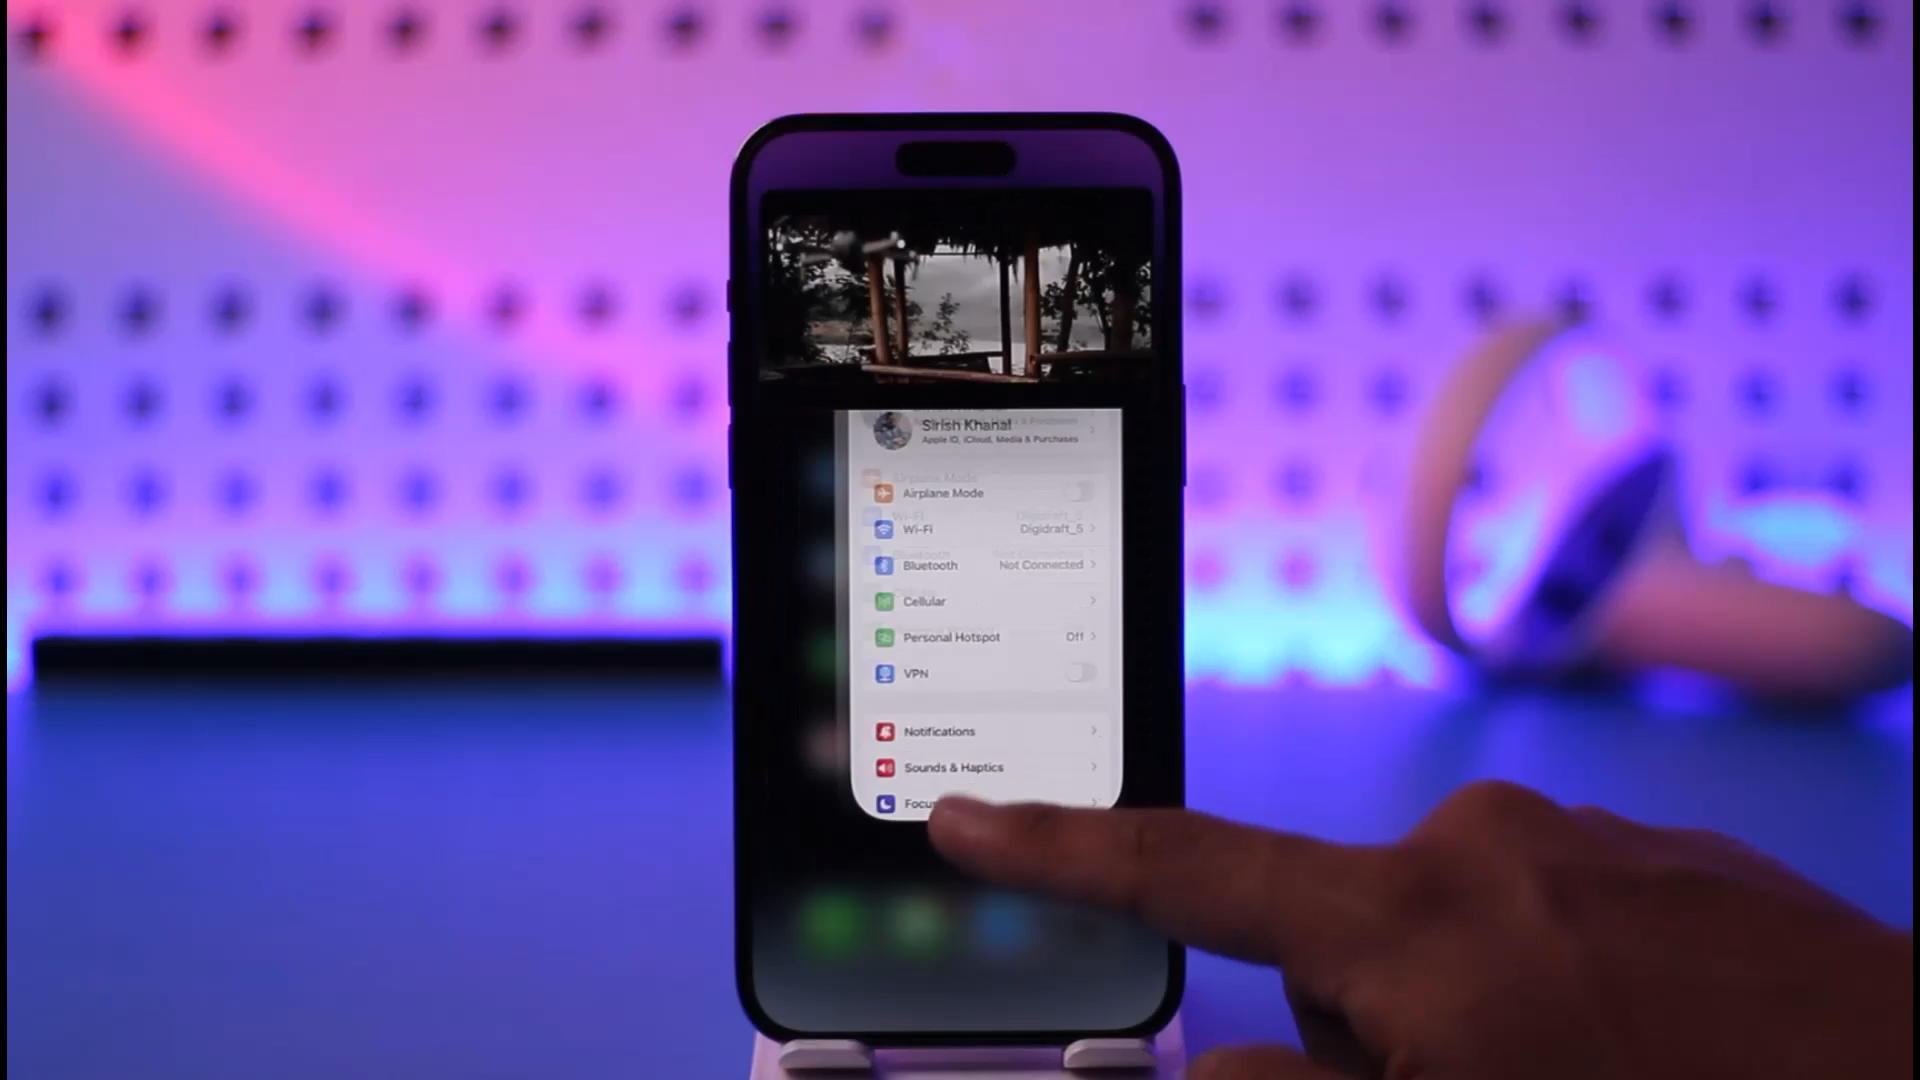 Sirish Khanal
Apple ID, iCloud, Media & Purchases
Airplane Mode
Wi-Fi Digidraft_5
Bluetooth Not Connected
Cellular
Personal Hotspot Off
VPN
Notifications
Sounds & Haptics
Focu